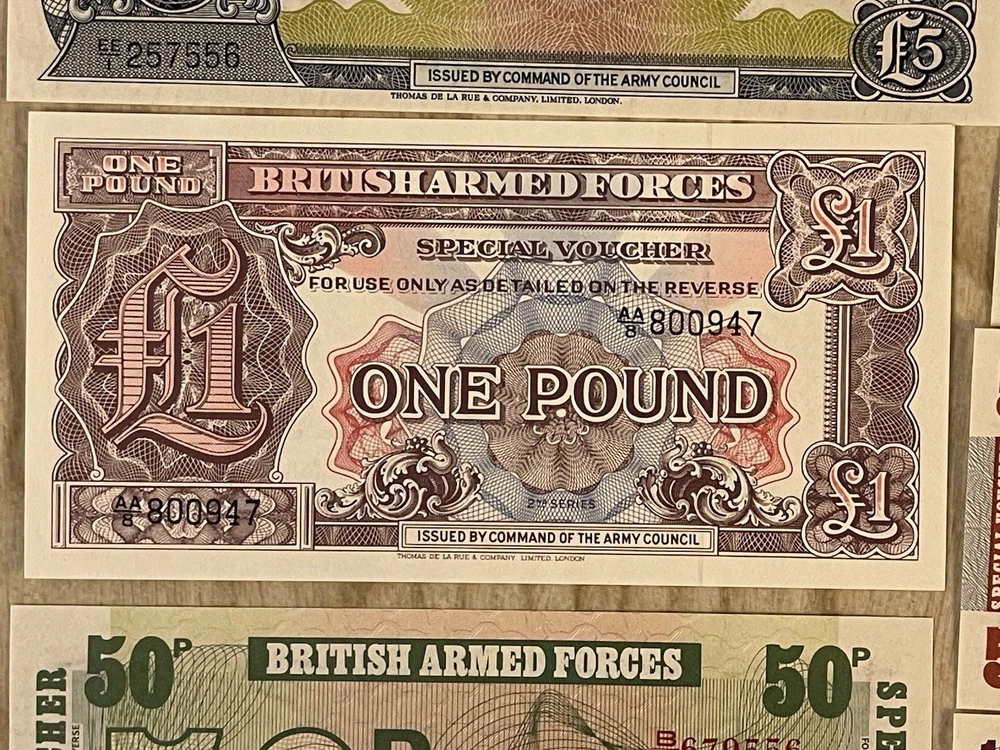 EE/1 257556
£5
ISSUED BY COMMAND OF THE ARMY COUNCIL
THOMAS DE LA RUE & COMPANY, LIMITED, LONDON.
ONE POUND
BRITISH ARMED FORCES
£1
SPECIAL VOUCHER
FOR USE ONLY AS DETAILED ON THE REVERSE
AA/8 800947
£1
ONE POUND
2ND SERIES
£1
AA/8 800947
ISSUED BY COMMAND OF THE ARMY COUNCIL
THOMAS DE LA RUE & COMPANY, LIMITED, LONDON
50P
BRITISH ARMED FORCES
50P